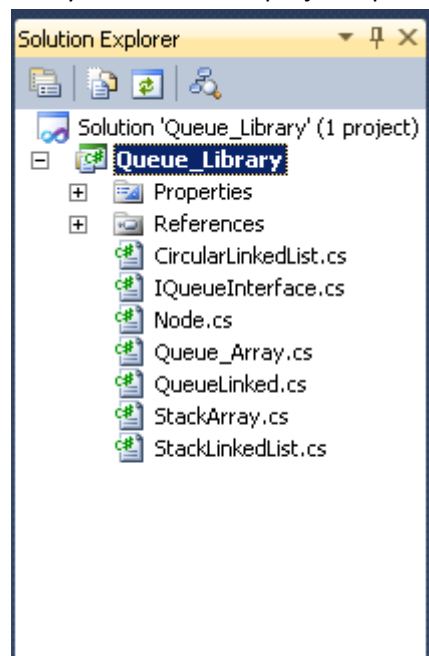 Solution Explorer
Solution 'Queue_Library' (1 project)
Queue_Library
Properties
References
CircularLinkedList.cs
IQueueInterface.cs
Node.cs
Queue_Array.cs
QueueLinked.cs
StackArray.cs
StackLinkedList.cs